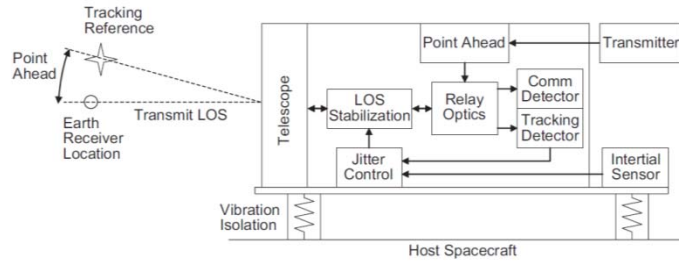 Tracking
Reference
Point
Ahead
Earth
Receiver
Location
Transmit LOS
Telescope
Point Ahead
Transmitter
LOS
Stabilization
Relay
Optics
Comm
Detector
Tracking
Detector
Jitter
Control
Intertial
Sensor
Vibration
Isolation
Host Spacecraft